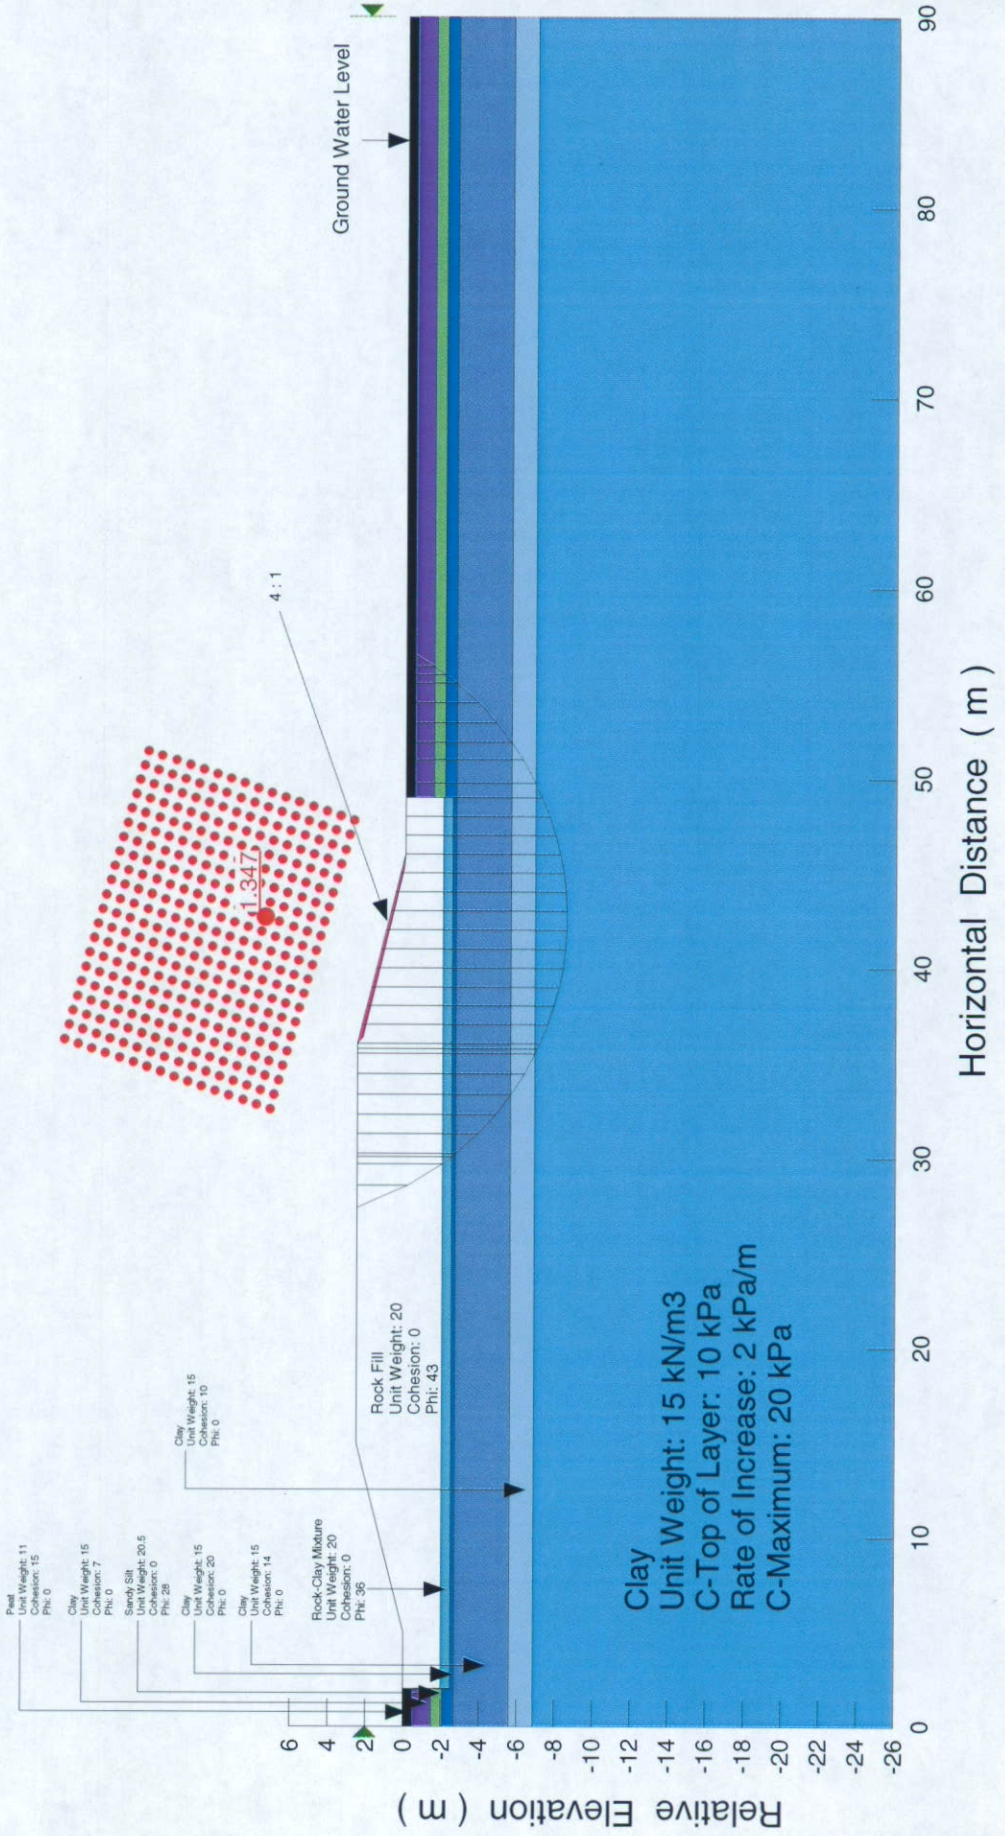 Peat
Unit Weight: 11
Cohesion: 15
Phi: 0
Clay
Unit Weight: 15
Cohesion: 7
Phi: 0
Sandy Silt
Unit Weight: 20.5
Cohesion: 0
Phi: 28
Clay
Unit Weight: 15
Cohesion: 20
Phi: 0
Clay
Unit Weight: 15
Cohesion: 14
Phi: 0
Rock-Clay Mixture
Unit Weight: 20
Cohesion: 0
Phi: 36
Clay
Unit Weight: 15
Cohesion: 10
Phi: 0
Rock Fill
Unit Weight: 20
Cohesion: 0
Phi: 43
1.347
4 : 1
Ground Water Level
Clay
Unit Weight: 15 kN/m3
C-Top of Layer: 10 kPa
Rate of Increase: 2 kPa/m
C-Maximum: 20 kPa
Relative Elevation ( m )
6
4
2
0
-2
-4
-6
-8
-10
-12
-14
-16
-18
-20
-22
-24
-26
0
10
20
30
40
50
60
70
80
90
Horizontal Distance ( m )